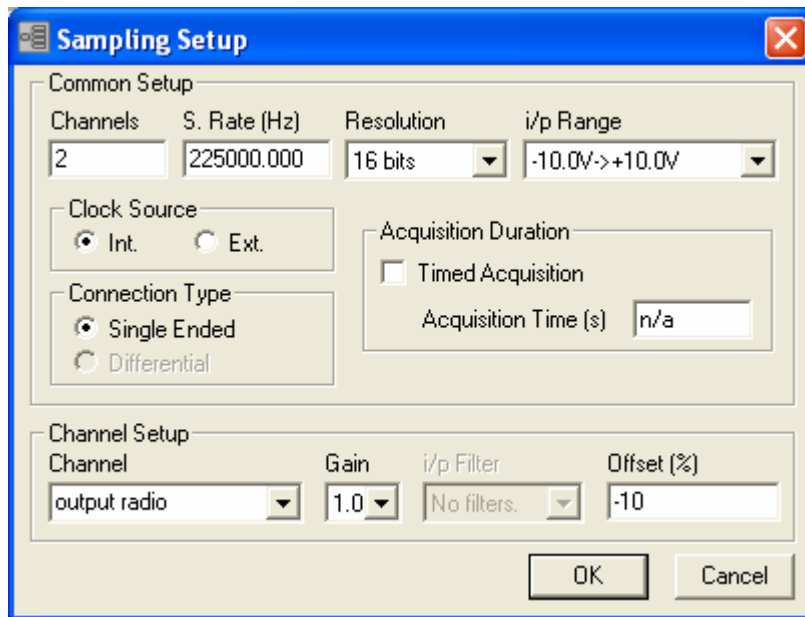 Sampling Setup
Common Setup
Channels S. Rate (Hz) Resolution i/p Range
2 225000.000 16 bits -10.0V->+10.0V
Clock Source
Int. Ext.
Acquisition Duration
Timed Acquisition
Acquisition Time (s) n/a
Connection Type
Single Ended
Differential
Channel Setup
Channel Gain i/p Filter Offset (%)
output radio 1.0 No filters. -10
OK Cancel